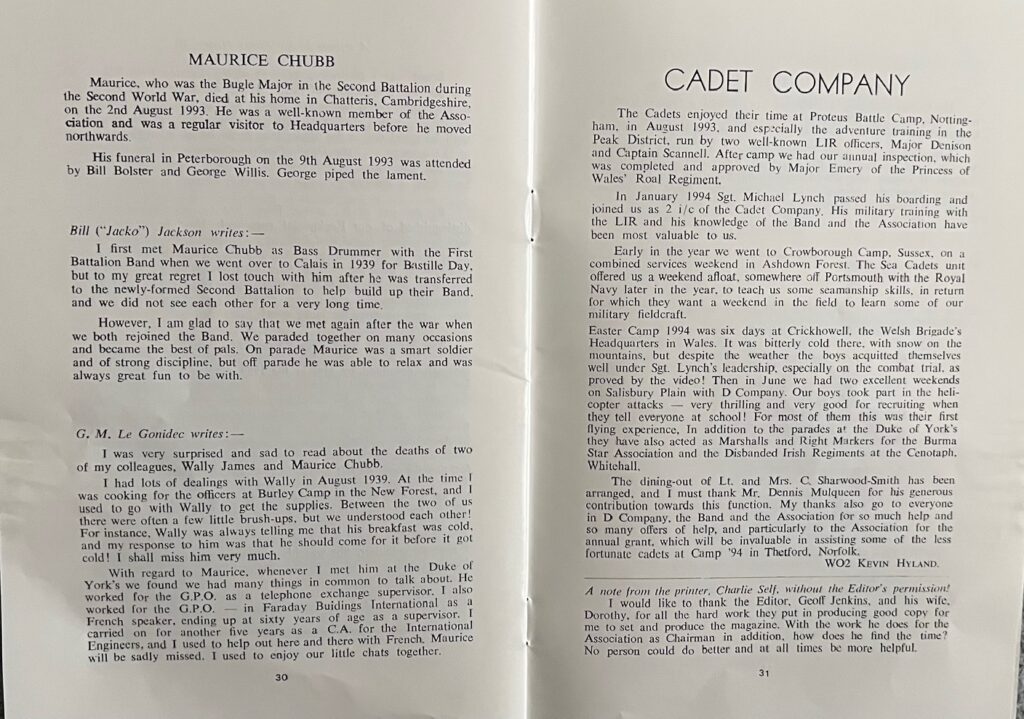 MAURICE CHUBB
Maurice, who was the Bugle Major in the Second Battalion during
the Second World War, died at his home in Chatteris, Cambridgeshire,
on the 2nd August 1993. He was a well-known member of the Asso-
ciation and was a regular visitor to Headquarters before he moved
northwards.
His funeral in Peterborough on the 9th August 1993 was attended
by Bill Bolster and George Willis. George piped the lament.
Bill ("Jacko") Jackson writes:—
I first met Maurice Chubb as Bass Drummer with the First
Battalion Band when we went over to Calais in 1939 for Bastille Day,
but to my great regret I lost touch with him after he was transferred
to the newly-formed Second Battalion to help build up their Band,
and we did not see each other for a very long time.
However, I am glad to say that we met again after the war when
we both rejoined the Band. We paraded together on many occasions
and became the best of pals. On parade Maurice was a smart soldier
and of strong discipline, but off parade he was able to relax and was
always great fun to be with.
G. M. Le Gonidec writes:—
I was very surprised and sad to read about the deaths of two
of my colleagues, Wally James and Maurice Chubb.
I had lots of dealings with Wally in August 1939. At the time I
was cooking for the officers at Burley Camp in the New Forest, and I
used to go with Wally to get the supplies. Between the two of us
there were often a few little brush-ups, but we understood each other!
For instance, Wally was always telling me that his breakfast was cold,
and my response to him was that he should come for it before it got
cold! I shall miss him very much.
With regard to Maurice, whenever I met him at the Duke of
York's we found we had many things in common to talk about. He
worked for the G.P.O. as a telephone exchange supervisor. I also
worked for the G.P.O. — in Faraday Buidings International as a
French speaker, ending up at sixty years of age as a supervisor. I
carried on for another five years as a C.A. for the International
Engineers, and I used to help out here and there with French. Maurice
will be sadly missed. I used to enjoy our little chats together.
30
CADET COMPANY
The Cadets enjoyed their time at Proteus Battle Camp, Notting-
ham, in August 1993, and especially the adventure training in the
Peak District, run by two well-known LIR officers, Major Denison
and Captain Scannell. After camp we had our annual inspection, which
was completed and approved by Major Emery of the Princess of
Wales' Roal Regiment.
In January 1994 Sgt. Michael Lynch passed his boarding and
joined us as 2 i/c of the Cadet Company. His military training with
the LIR and his knowledge of the Band and the Association have
been most valuable to us.
Early in the year we went to Crowborough Camp, Sussex, on a
combined services weekend in Ashdown Forest. The Sea Cadets unit
offered us a weekend afloat, somewhere off Portsmouth with the Royal
Navy later in the year, to teach us some seamanship skills, in return
for which they want a weekend in the field to learn some of our
military fieldcraft.
Easter Camp 1994 was six days at Crickhowell, the Welsh Brigade's
Headquarters in Wales. It was bitterly cold there, with snow on the
mountains, but despite the weather the boys acquitted themselves
well under Sgt. Lynch's leadership, especially on the combat trial, as
proved by the video! Then in June we had two excellent weekends
on Salisbury Plain with D Company. Our boys took part in the heli-
copter attacks — very thrilling and very good for recruiting when
they tell everyone at school! For most of them this was their first
flying experience. In addition to the parades at the Duke of York's
they have also acted as Marshalls and Right Markers for the Burma
Star Association and the Disbanded Irish Regiments at the Cenotaph,
Whitehall.
The dining-out of Lt. and Mrs. C. Sharwood-Smith has been
arranged, and I must thank Mr. Dennis Mulqueen for his generous
contribution towards this function. My thanks also go to everyone
in D Company, the Band and the Association for so much help and
so many offers of help, and particularly to the Association for the
annual grant, which will be invaluable in assisting some of the less
fortunate cadets at Camp '94 in Thetford, Norfolk.
WO2 KEVIN HYLAND.
A note from the printer, Charlie Self, without the Editor's permission!
I would like to thank the Editor, Geoff Jenkins, and his wife,
Dorothy, for all the hard work they put in producing good copy for
me to set and produce the magazine. With the work he does for the
Association as Chairman in addition, how does he find the time?
No person could do better and at all times be more helpful.
31